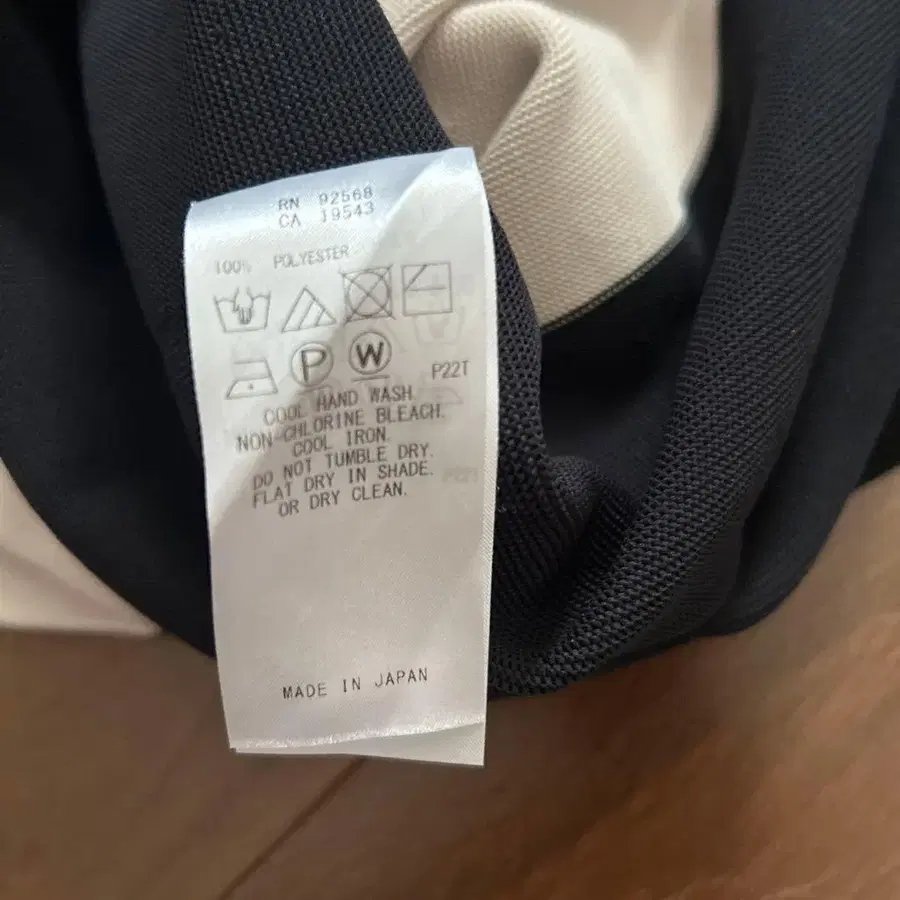 RN 92568
CA 19543
100% POLYESTER
P W P22T
COOL HAND WASH.
NON-CHLORINE BLEACH.
COOL IRON.
DO NOT TUMBLE DRY.
FLAT DRY IN SHADE.
OR DRY CLEAN.
MADE IN JAPAN